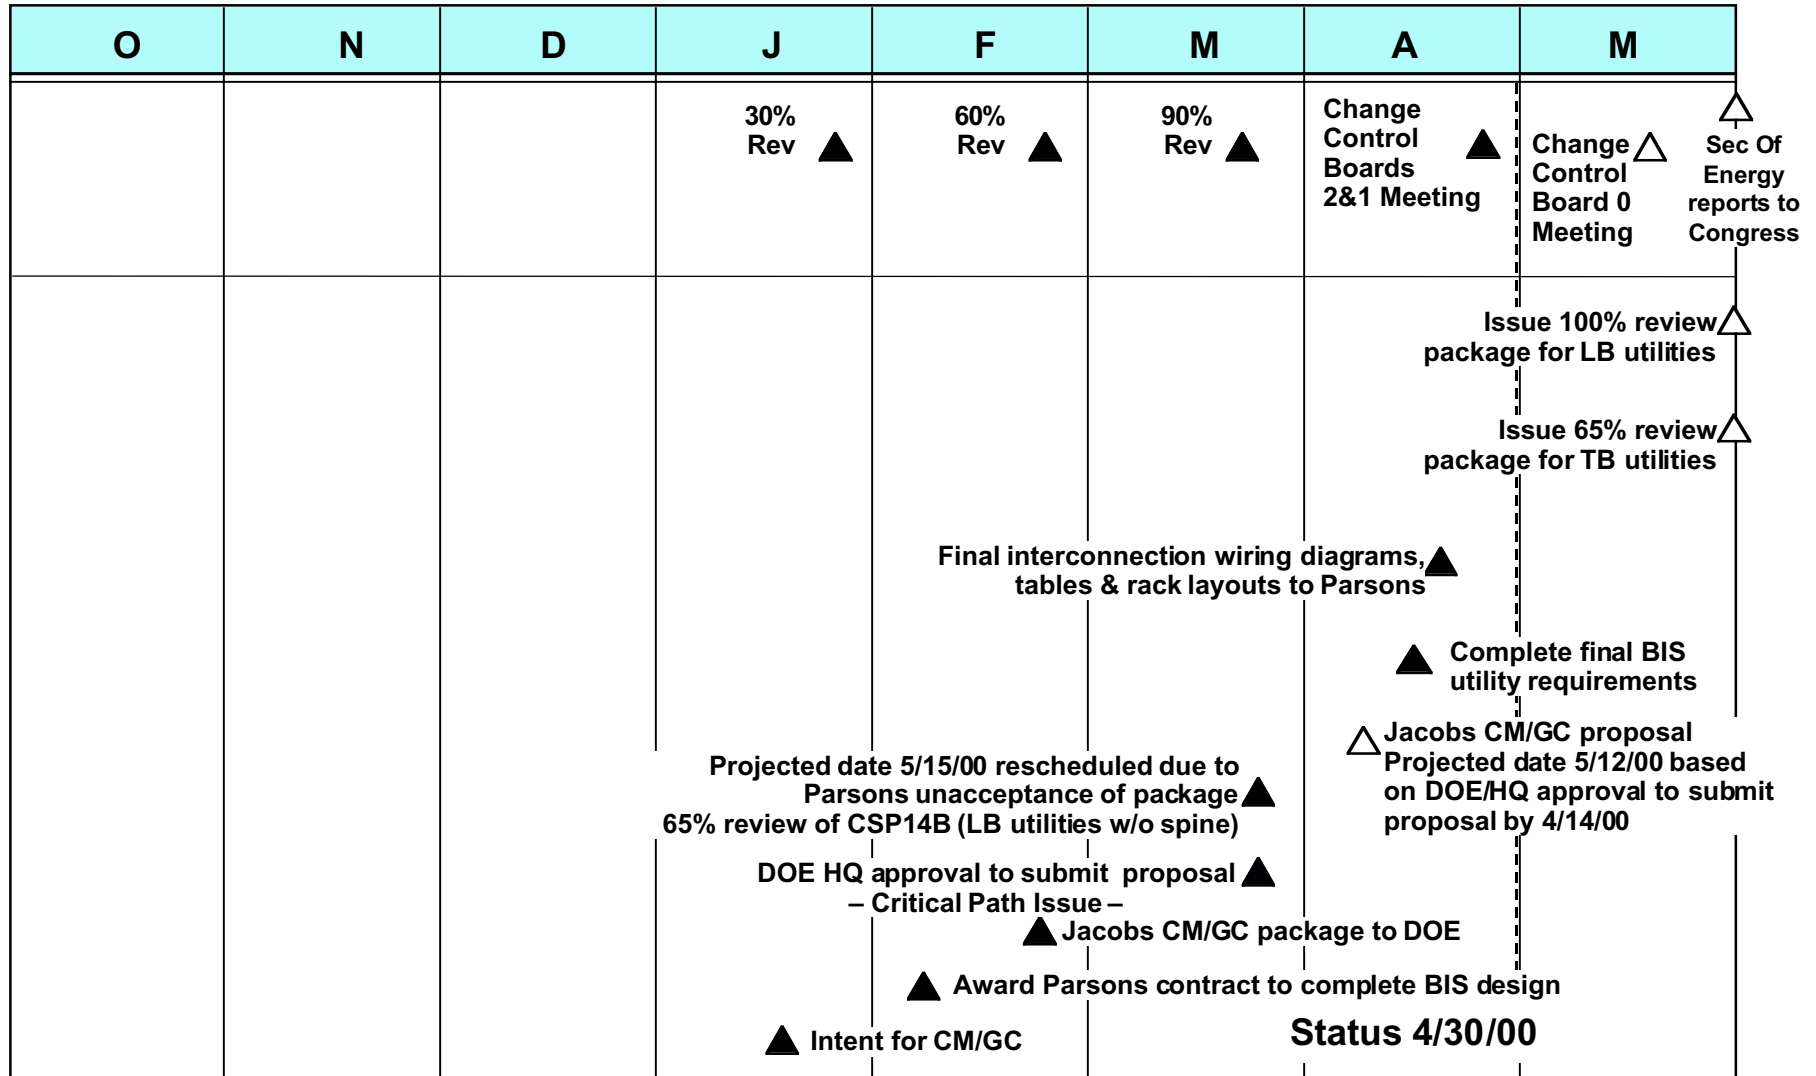 O N D J F M A M
30%
Rev
60%
Rev
90%
Rev
Change
Control
Boards
2&1 Meeting
Change
Control
Board 0
Meeting
Sec Of
Energy
reports to
Congress
Issue 100% review
package for LB utilities
Issue 65% review
package for TB utilities
Final interconnection wiring diagrams,
tables & rack layouts to Parsons
Complete final BIS
utility requirements
Jacobs CM/GC proposal
Projected date 5/12/00 based
on DOE/HQ approval to submit
proposal by 4/14/00
Projected date 5/15/00 rescheduled due to
Parsons unacceptance of package
65% review of CSP14B (LB utilities w/o spine)
DOE HQ approval to submit proposal
– Critical Path Issue –
Jacobs CM/GC package to DOE
Award Parsons contract to complete BIS design
Intent for CM/GC
Status 4/30/00